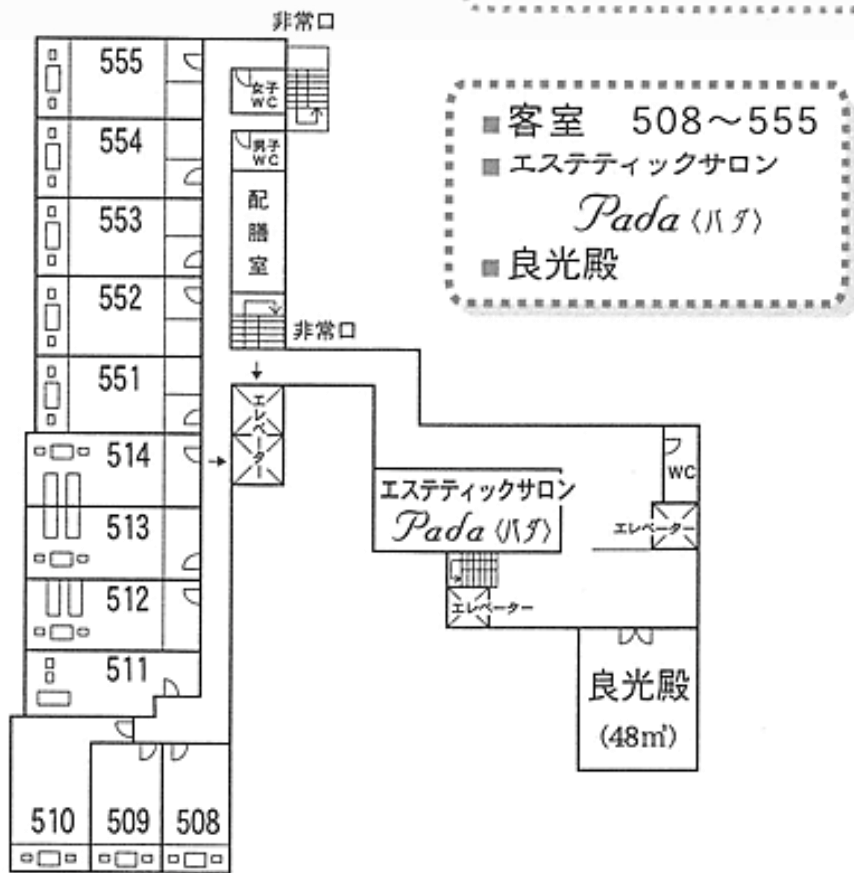 非常口
555
女子
WC
554
男子
WC
553
配膳室
552
非常口
551
エレベーター
514
513
512
511
510
509
508
エステティックサロン
Pada〈パダ〉
WC
エレベーター
エレベーター
良光殿
(48㎡)
■客室 508～555
■エステティックサロン
Pada〈パダ〉
■良光殿